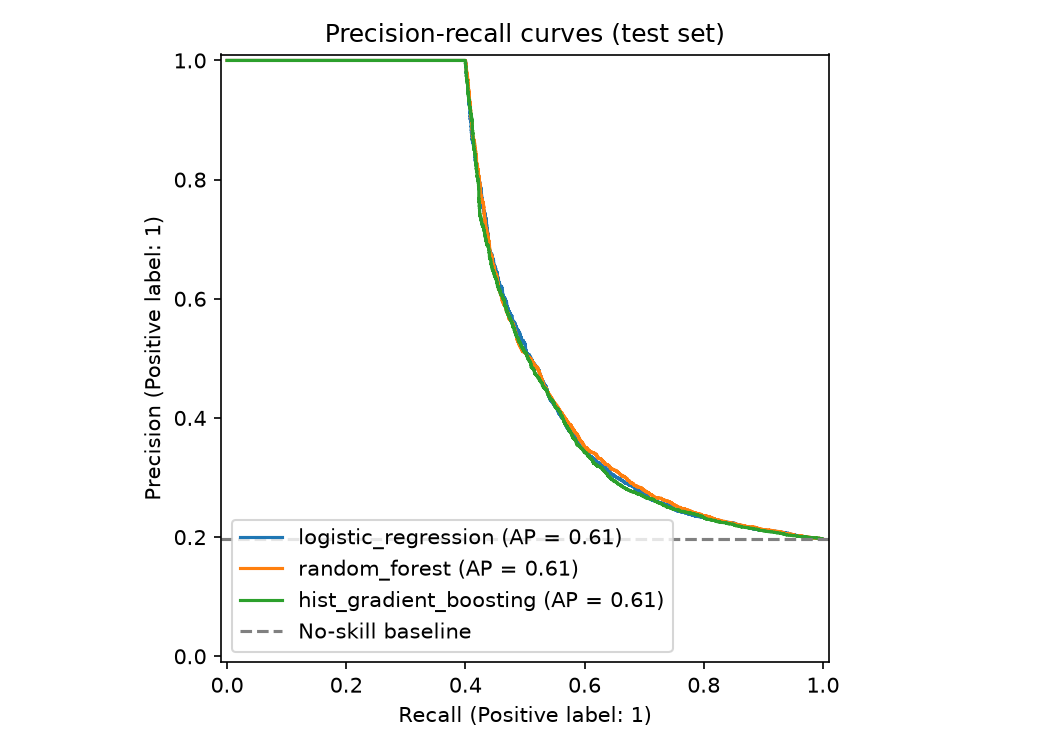 Precision-recall curves (test set)
1.0
0.8
0.6
0.4
0.2
0.0
Precision (Positive label: 1)
logistic_regression (AP = 0.61)
random_forest (AP = 0.61)
hist_gradient_boosting (AP = 0.61)
No-skill baseline
0.0 0.2 0.4 0.6 0.8 1.0
Recall (Positive label: 1)